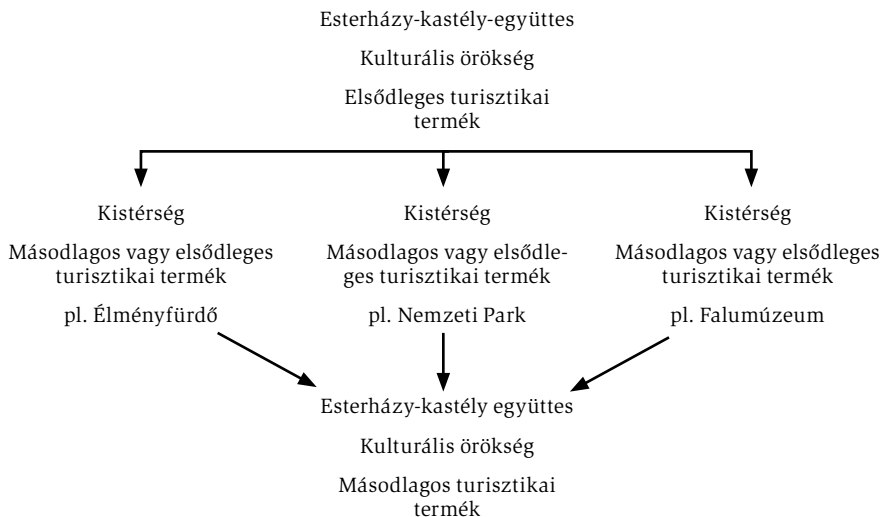 Esterházy-kastély-együttes
Kulturális örökség
Elsődleges turisztikai
termék
Kistérség
Másodlagos vagy elsődleges
turisztikai termék
pl. Élményfürdő
Kistérség
Másodlagos vagy elsődle-
ges turisztikai termék
pl. Nemzeti Park
Kistérség
Másodlagos vagy elsődleges
turisztikai termék
pl. Falumúzeum
Esterházy-kastély együttes
Kulturális örökség
Másodlagos turisztikai
termék